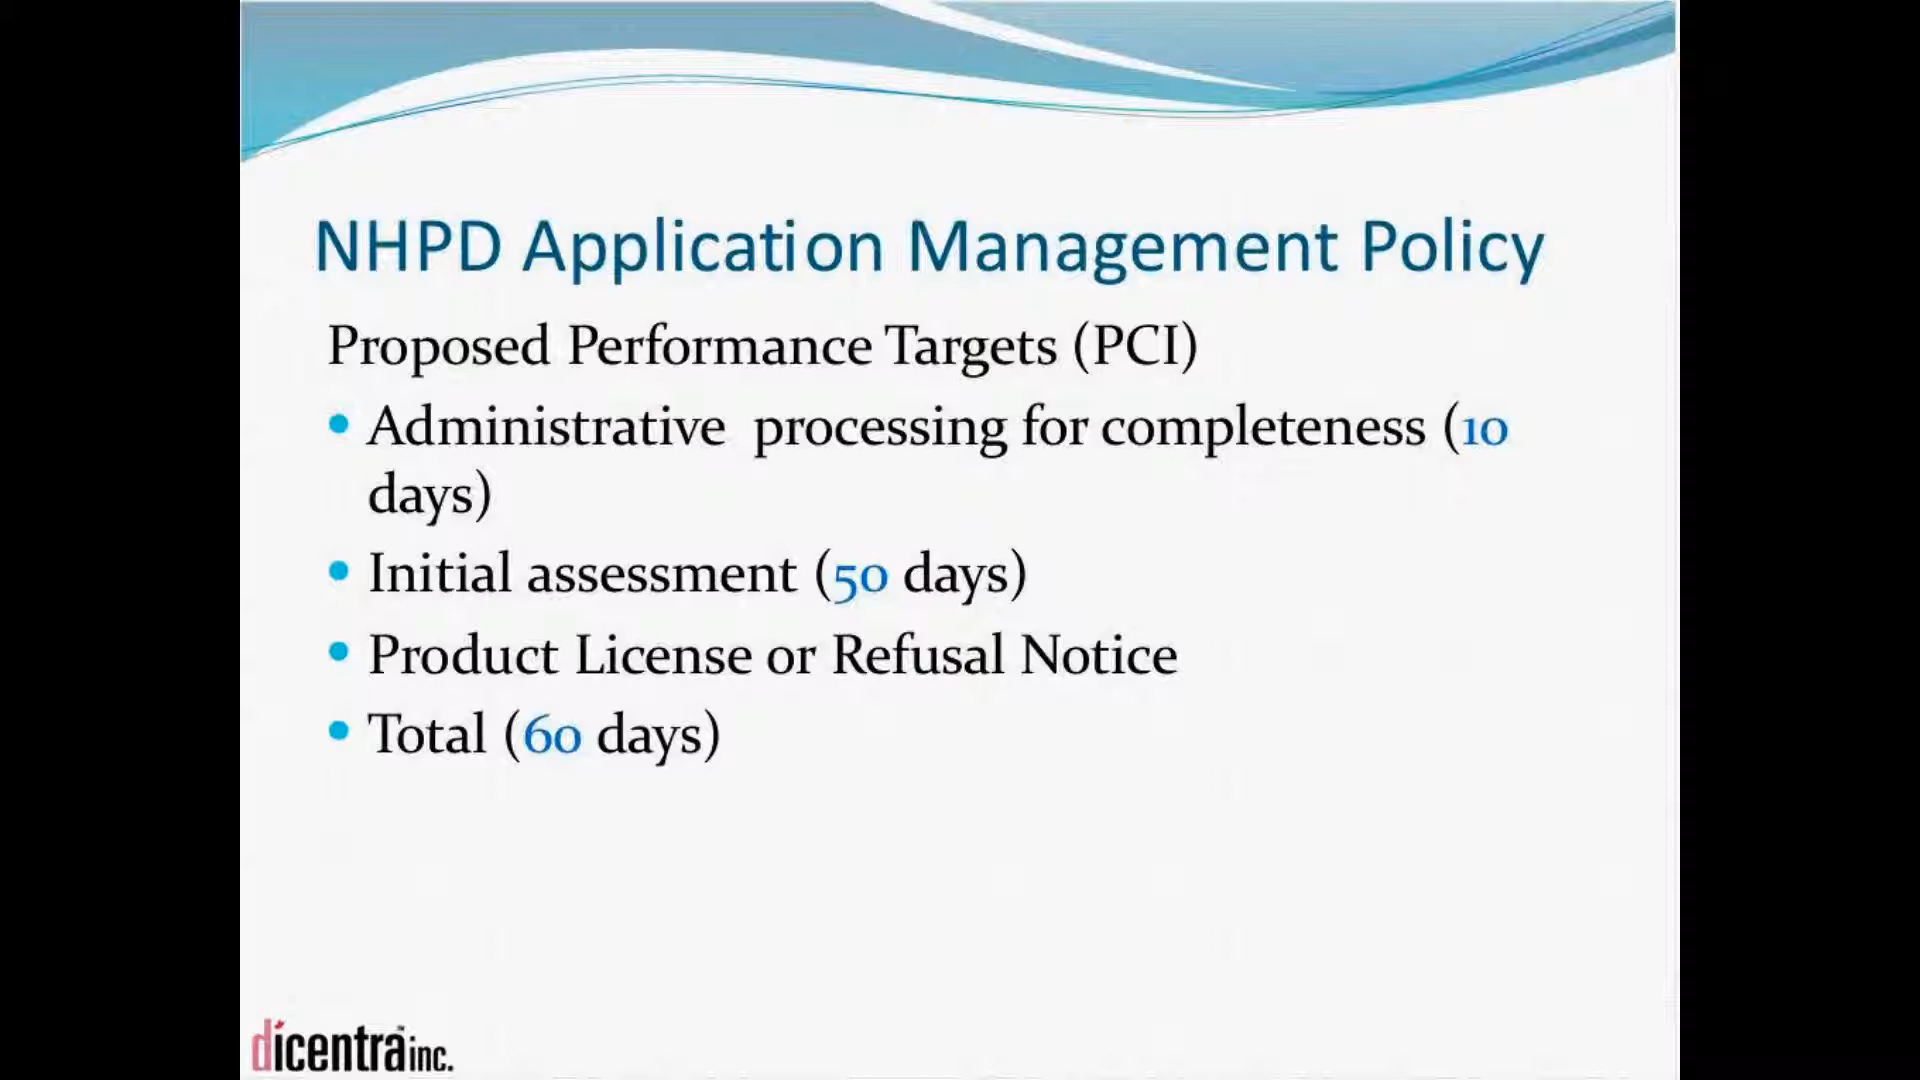 NHPD Application Management Policy
Proposed Performance Targets (PCI)
• Administrative processing for completeness (10
days)
• Initial assessment (50 days)
• Product License or Refusal Notice
• Total (60 days)
dicentra inc.